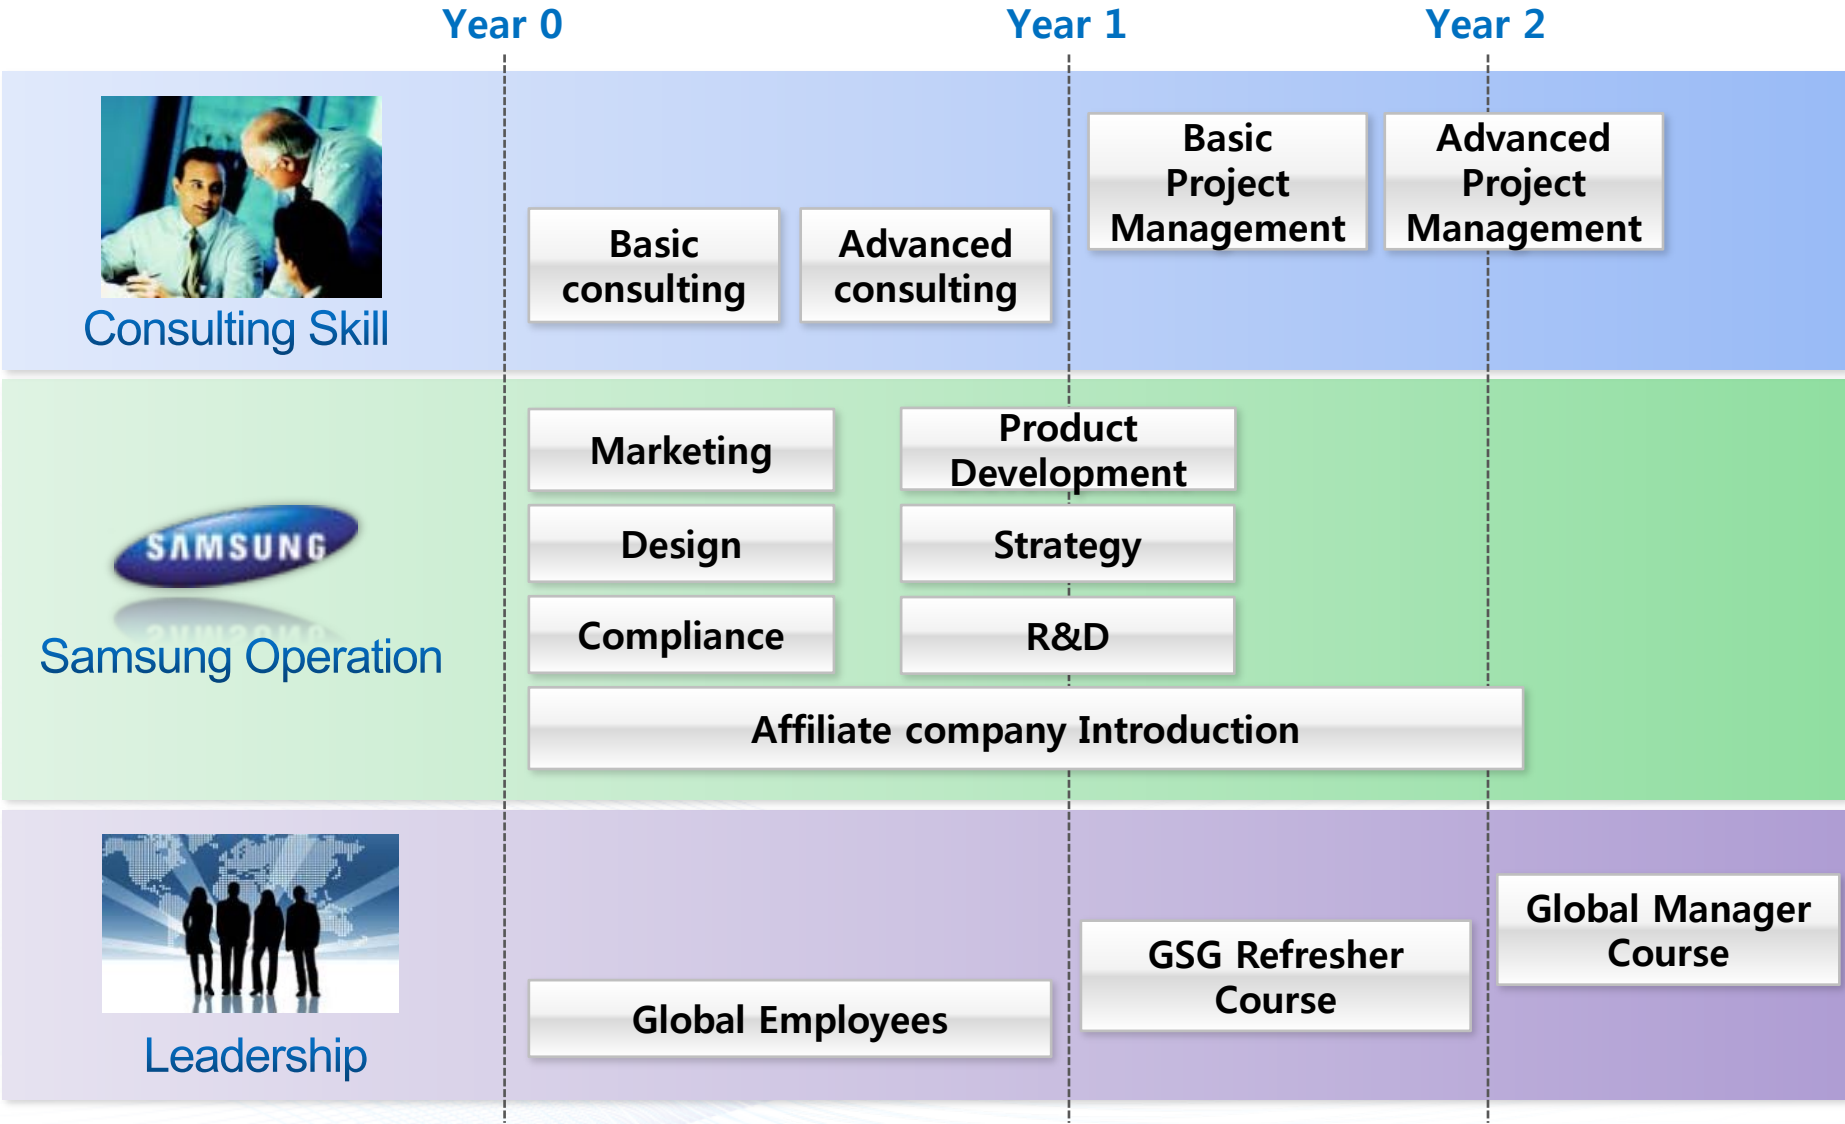 Year 0
Year 1
Year 2
Basic
Project
Management
Advanced
Project
Management
Basic
consulting
Advanced
consulting
Consulting Skill
Marketing
Product
Development
SAMSUNG
Design
Strategy
Compliance
R&D
Samsung Operation
Affiliate company Introduction
Global Manager
Course
GSG Refresher
Course
Global Employees
Leadership